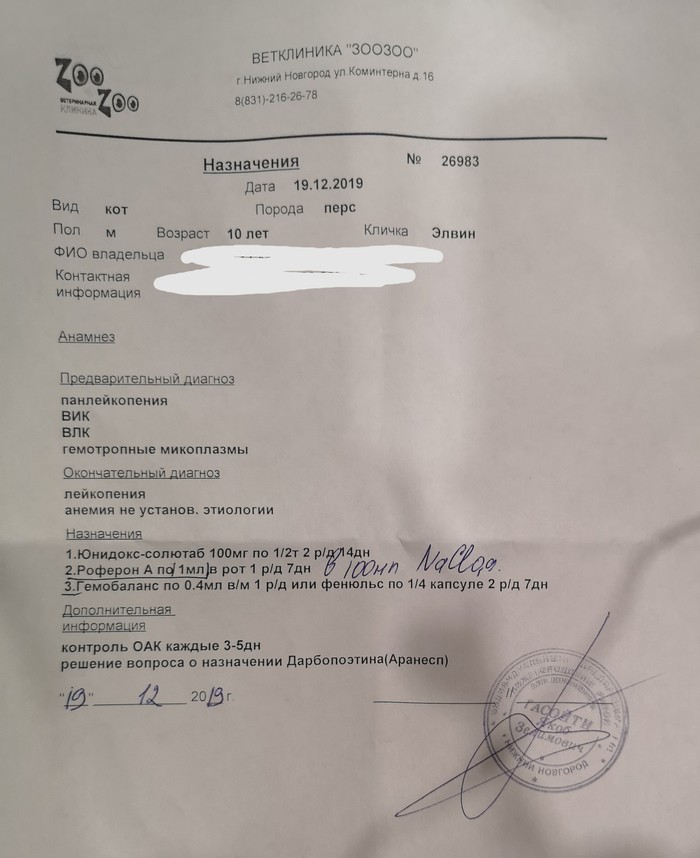 ZOO
ZOO
ВЕТЕРИНАРНАЯ
КЛИНИКА
ВЕТКЛИНИКА "ЗООЗОО"
г Нижний Новгород ул.Коминтерна д.16
8(831)-216-26-78
Назначения № 26983
Дата 19.12.2019
Вид кот Порода перс
Пол м Возраст 10 лет Кличка Элвин
ФИО владельца
Контактная
информация
Анамнез
Предварительный диагноз
панлейкопения
ВИК
ВЛК
гемотропные микоплазмы
Окончательный диагноз
лейкопения
анемия не установ. этиологии
Назначения
1.Юнидокс-солютаб 100мг по 1/2т 2 р/д 14дн
2.Роферон А по 1мл в рот 1 р/д 7дн в 100мл NaCl
3.Гемобаланс по 0.4мл в/м 1 р/д или фенюльс по 1/4 капсуле 2 р/д 7дн
Дополнительная
информация
контроль ОАК каждые 3-5дн
решение вопроса о назначении Дарбопоэтина(Аранесп)
"19" 12 2019 г.
ГАСОЙТИ
Якоб
Зелимович
НИЖНИЙ НОВГОРОД